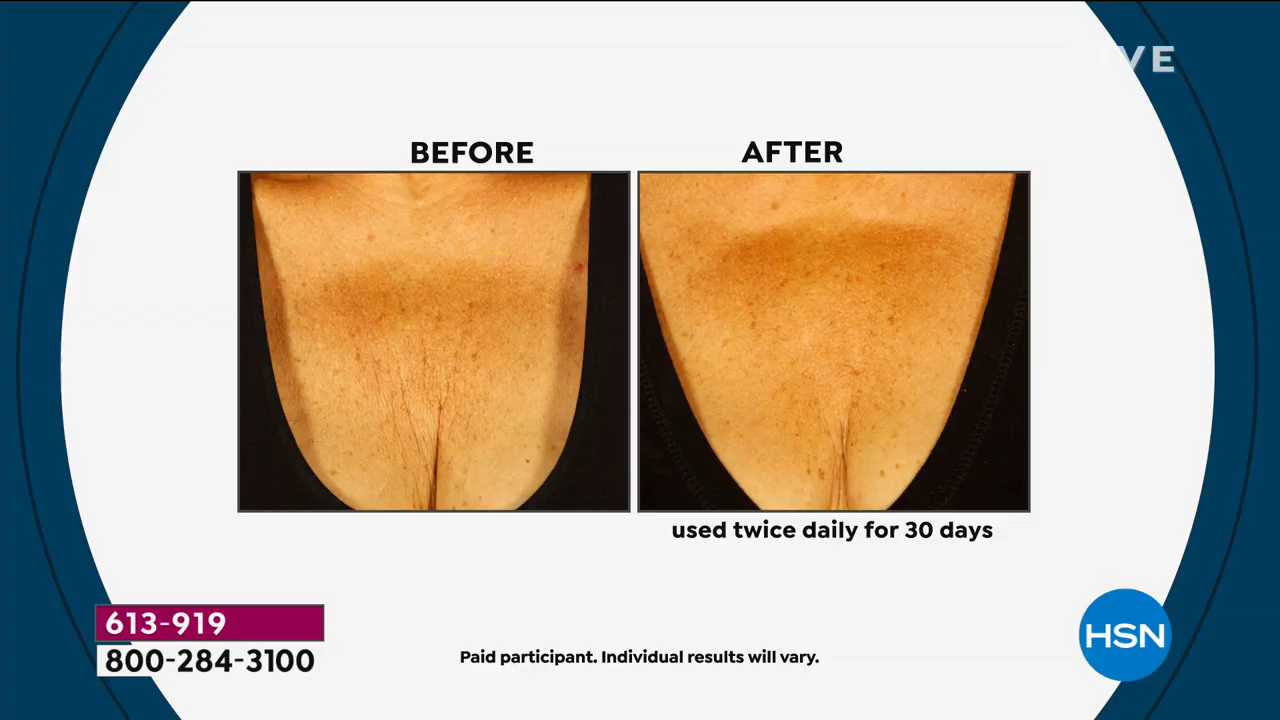 BEFORE
AFTER
used twice daily for 30 days
613-919
800-284-3100
Paid participant. Individual results will vary.
HSN